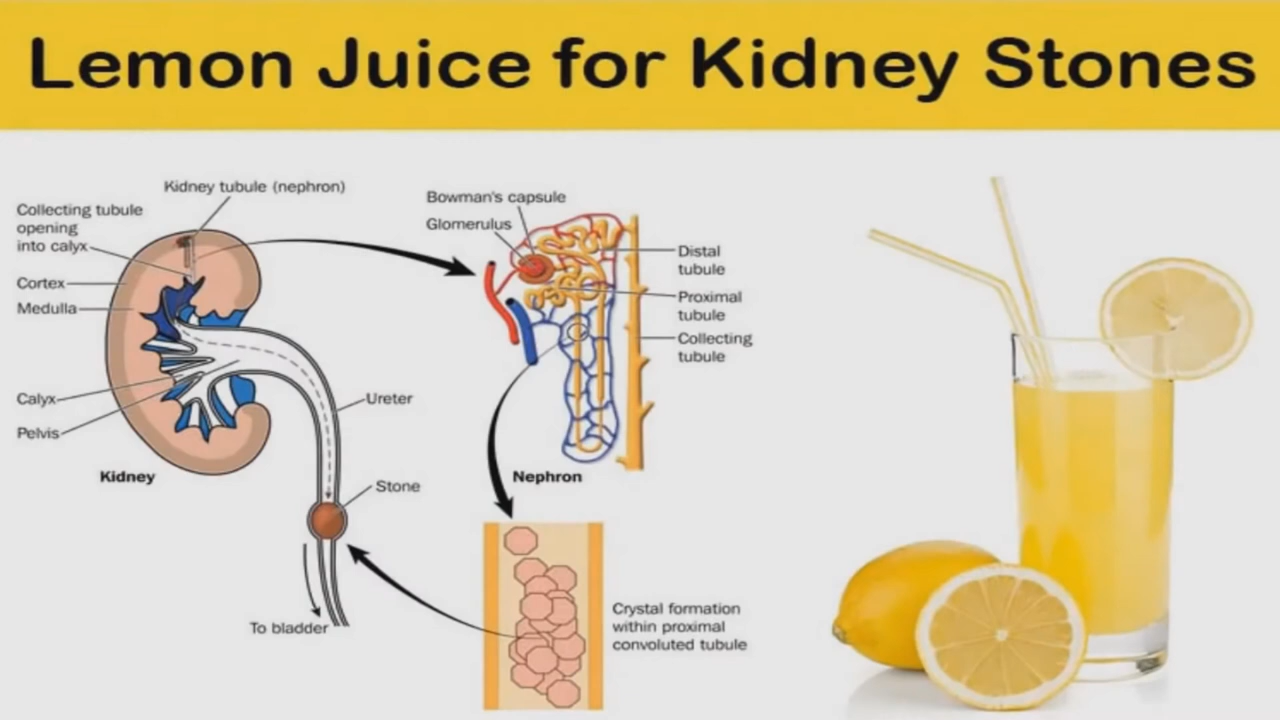 Lemon Juice for Kidney Stones
Kidney tubule (nephron)
Collecting tubule
opening
into calyx
Cortex
Medulla
Calyx
Pelvis
Kidney
Ureter
Stone
To bladder
Bowman's capsule
Glomerulus
Distal
tubule
Proximal
tubule
Collecting
tubule
Nephron
Crystal formation
within proximal
convoluted tubule